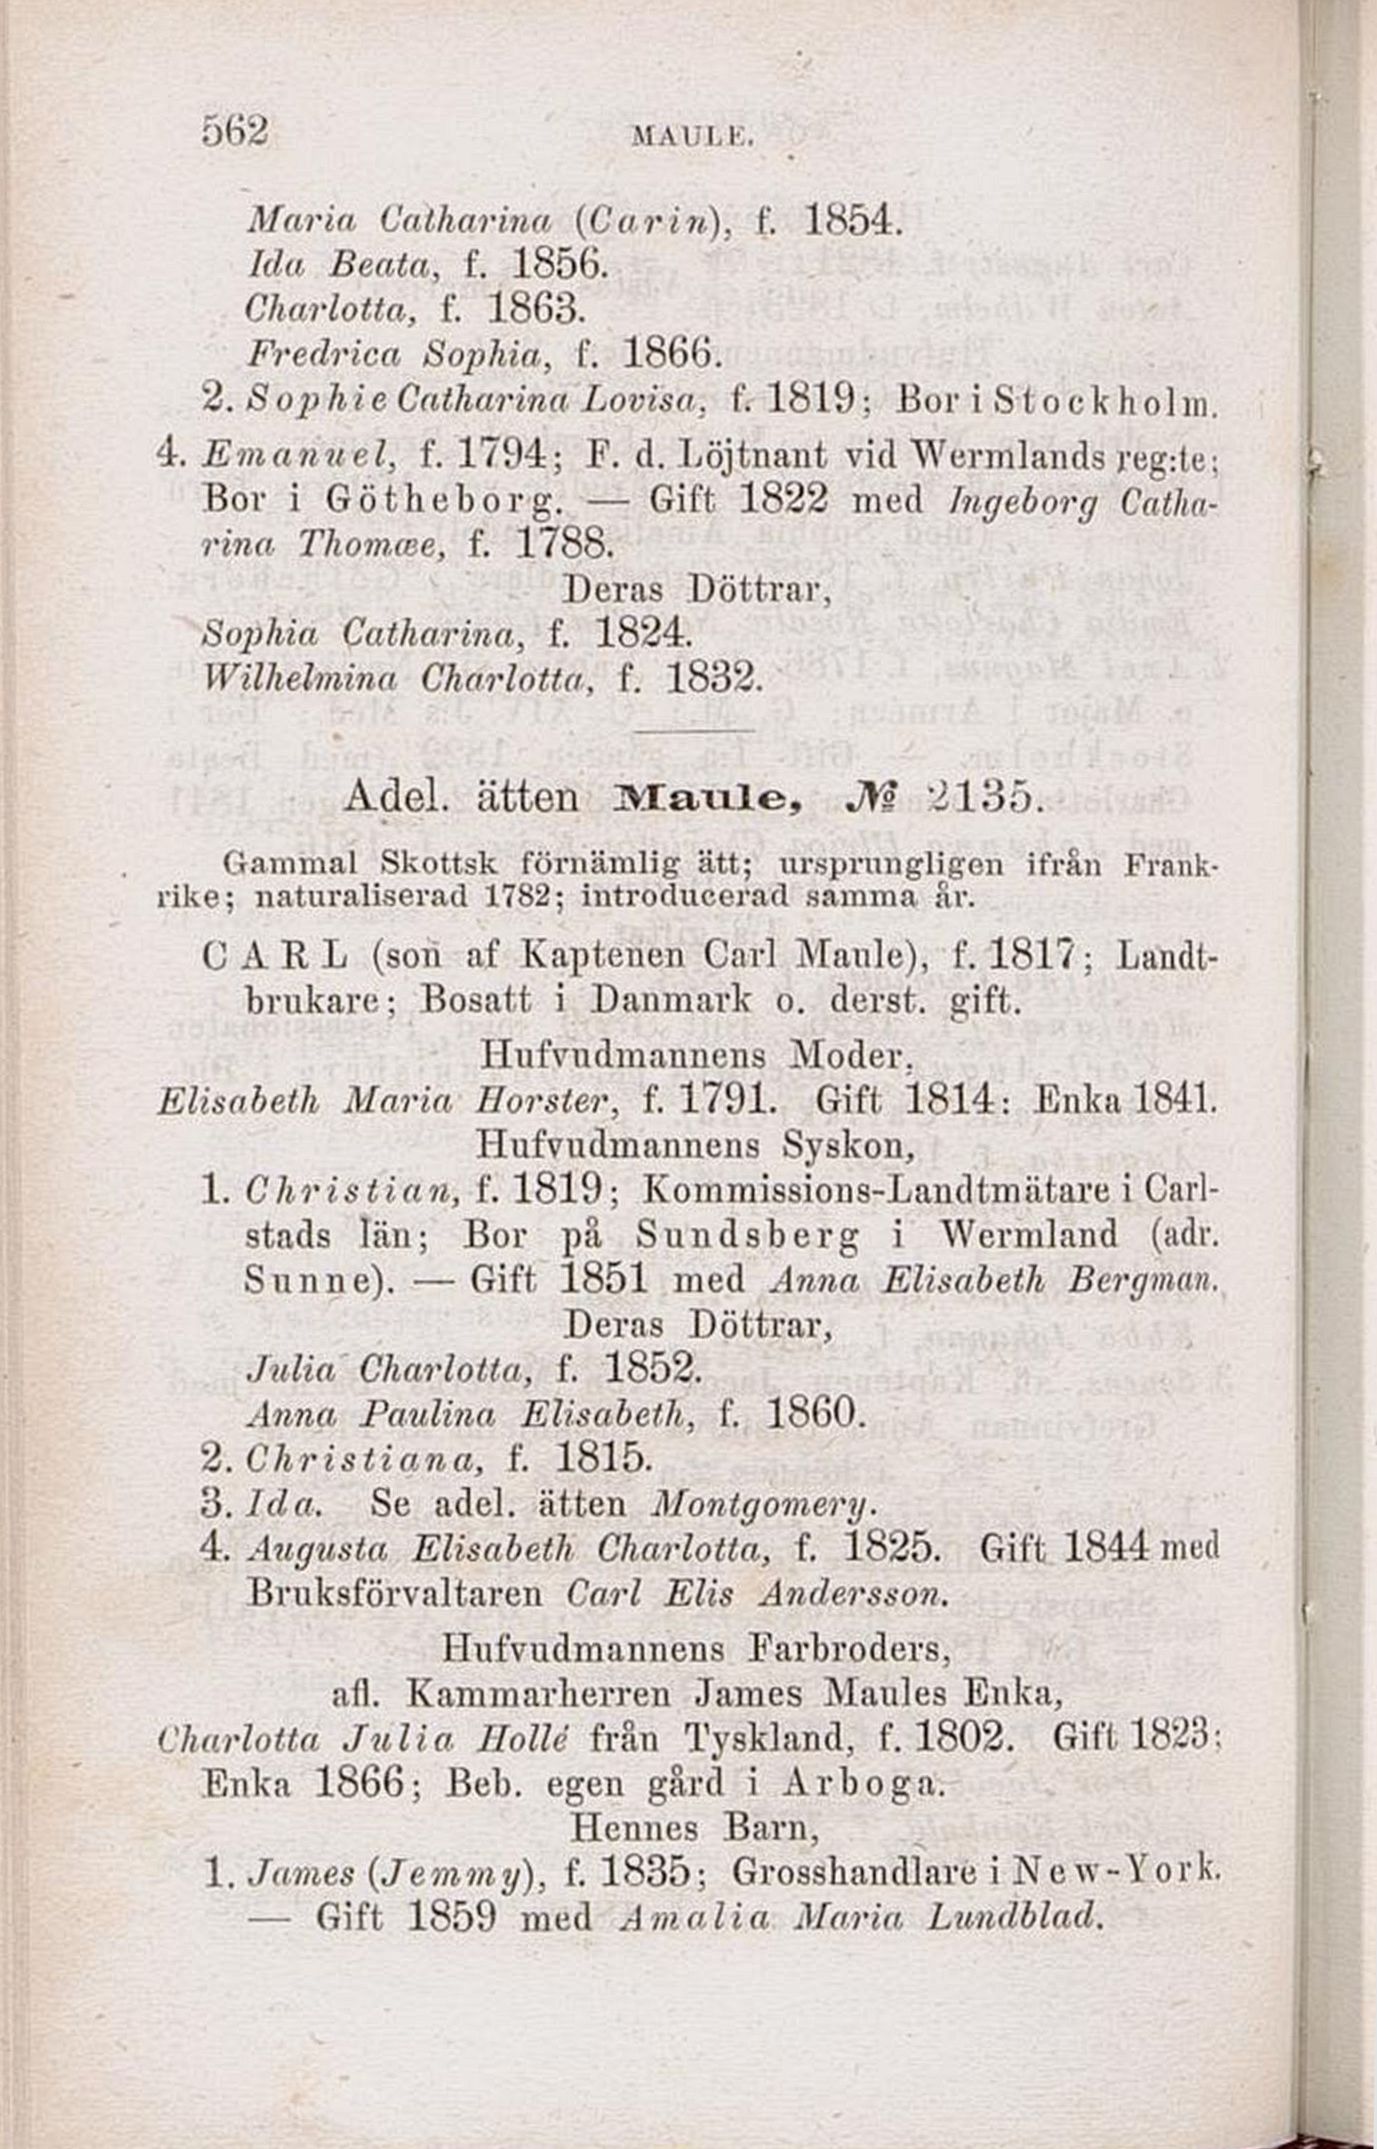 562 MAULE.
Maria Catharina (Carin), f. 1854.
Ida Beata, f. 1856.
Charlotta, f. 1863.
Fredrica Sophia, f. 1866.
2. Sophie Catharina Lovisa, f. 1819; Bor i Stockholm.
4. Emanuel, f. 1794; F. d. Löjtnant vid Wermlands reg:te;
Bor i Götheborg. — Gift 1822 med Ingeborg Catha-
rina Thomæe, f. 1788.
Deras Döttrar,
Sophia Catharina, f. 1824.
Wilhelmina Charlotta, f. 1832.
Adel. ätten Maule, № 2135.
Gammal Skottsk förnämlig ätt; ursprungligen ifrån Frank-
rike; naturaliserad 1782; introducerad samma år.
CARL (son af Kaptenen Carl Maule), f. 1817; Landt-
brukare; Bosatt i Danmark o. derst. gift.
Hufvudmannens Moder,
Elisabeth Maria Horster, f. 1791. Gift 1814: Enka 1841.
Hufvudmannens Syskon,
1. Christian, f. 1819; Kommissions-Landtmätare i Carl-
stads län; Bor på Sundsberg i Wermland (adr.
Sunne). — Gift 1851 med Anna Elisabeth Bergman.
Deras Döttrar,
Julia Charlotta, f. 1852.
Anna Paulina Elisabeth, f. 1860.
2. Christiana, f. 1815.
3. Ida. Se adel. ätten Montgomery.
4. Augusta Elisabeth Charlotta, f. 1825. Gift 1844 med
Bruksförvaltaren Carl Elis Andersson.
Hufvudmannens Farbroders,
afl. Kammarherren James Maules Enka,
Charlotta Julia Hollé från Tyskland, f. 1802. Gift 1823;
Enka 1866; Beb. egen gård i Arboga.
Hennes Barn,
1. James (Jemmy), f. 1835; Grosshandlare i New-York.
— Gift 1859 med Amalia Maria Lundblad.